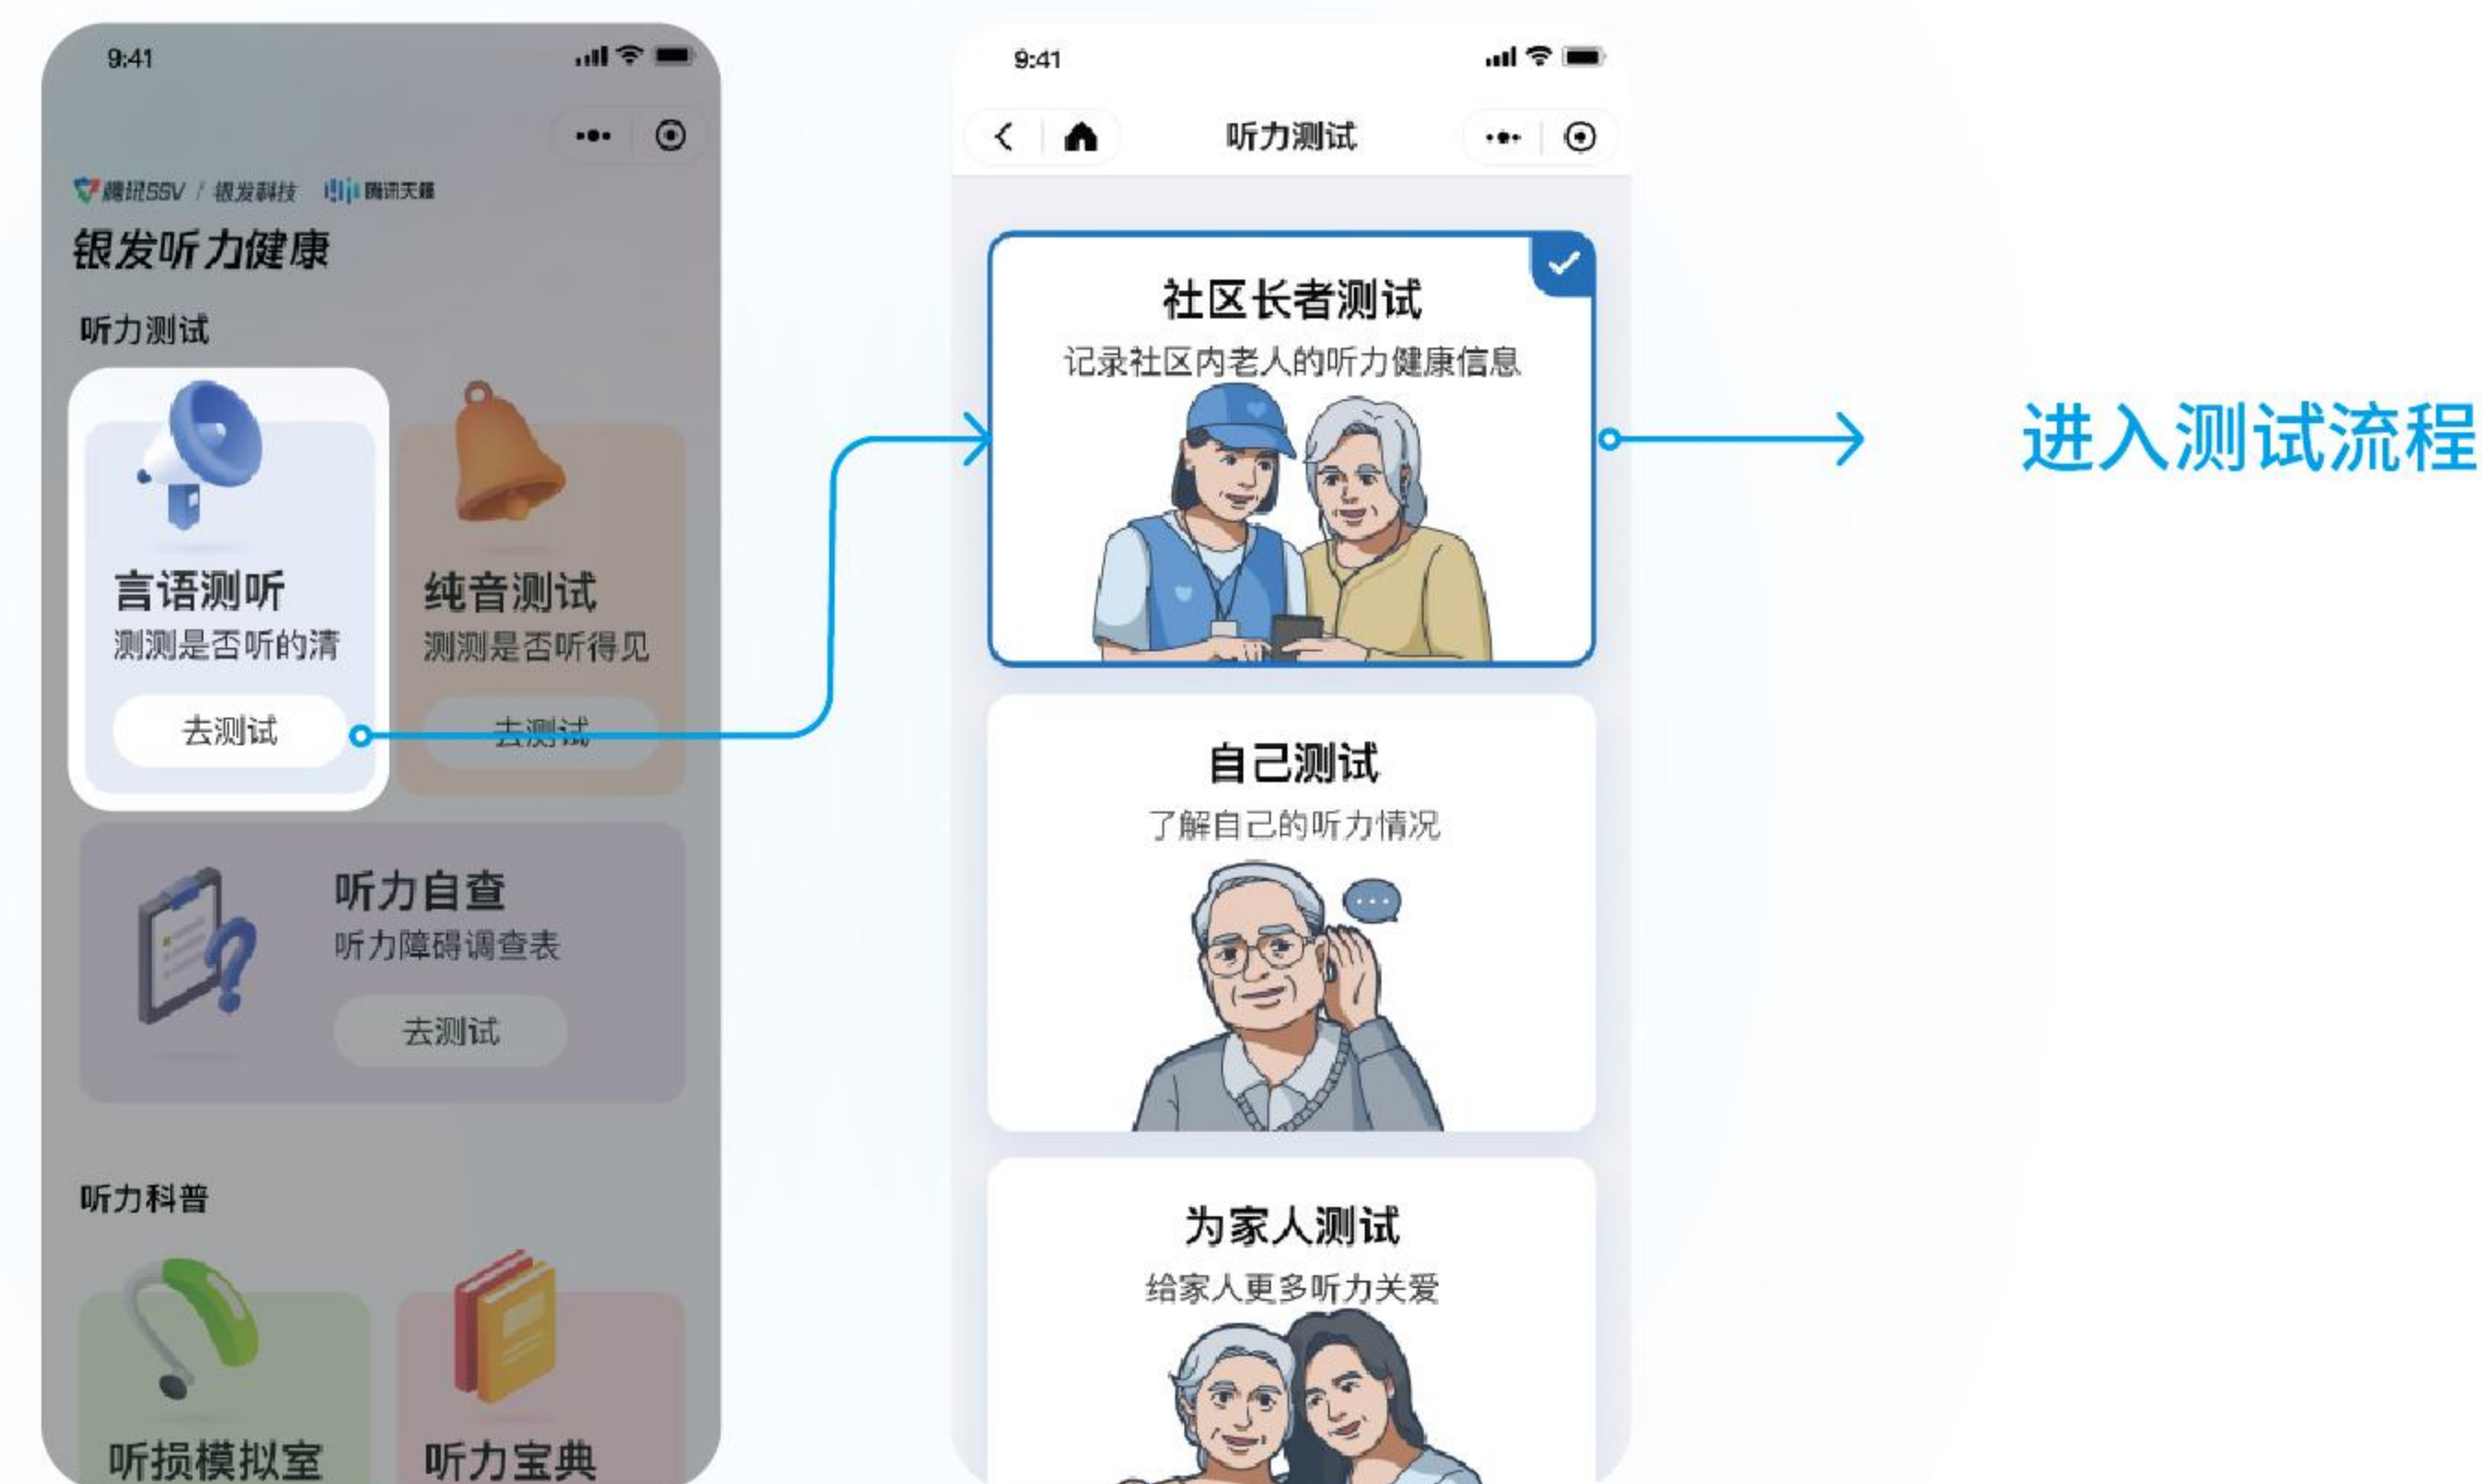 9:41
腾讯SSV / 银发科技 腾讯天籁
银发听力健康
听力测试
言语测听
测测是否听的清
去测试
纯音测试
测测是否听得见
去测试
听力自查
听力障碍调查表
去测试
听力科普
听损模拟室
听力宝典
9:41
听力测试
社区长者测试
记录社区内老人的听力健康信息
自己测试
了解自己的听力情况
为家人测试
给家人更多听力关爱
进入测试流程